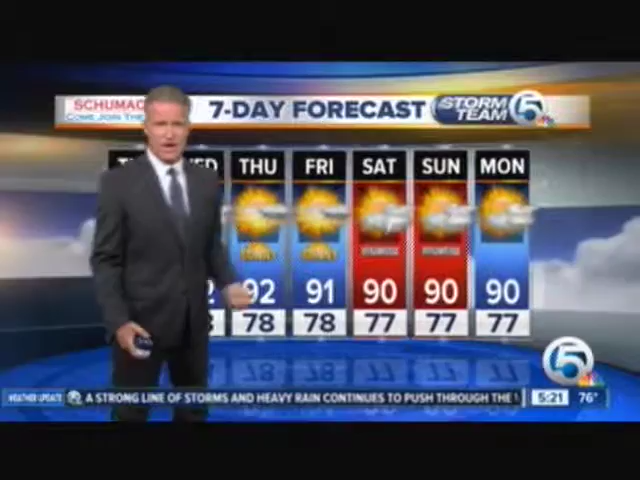 SCHUMAC
COME JOIN THE
7-DAY FORECAST
STORM TEAM 5
WED THU FRI SAT SUN MON
92 91 90 90 90
78 78 77 77 77
5
WEATHER UPDATE A STRONG LINE OF STORMS AND HEAVY RAIN CONTINUES TO PUSH THROUGH THE 5:21 76°